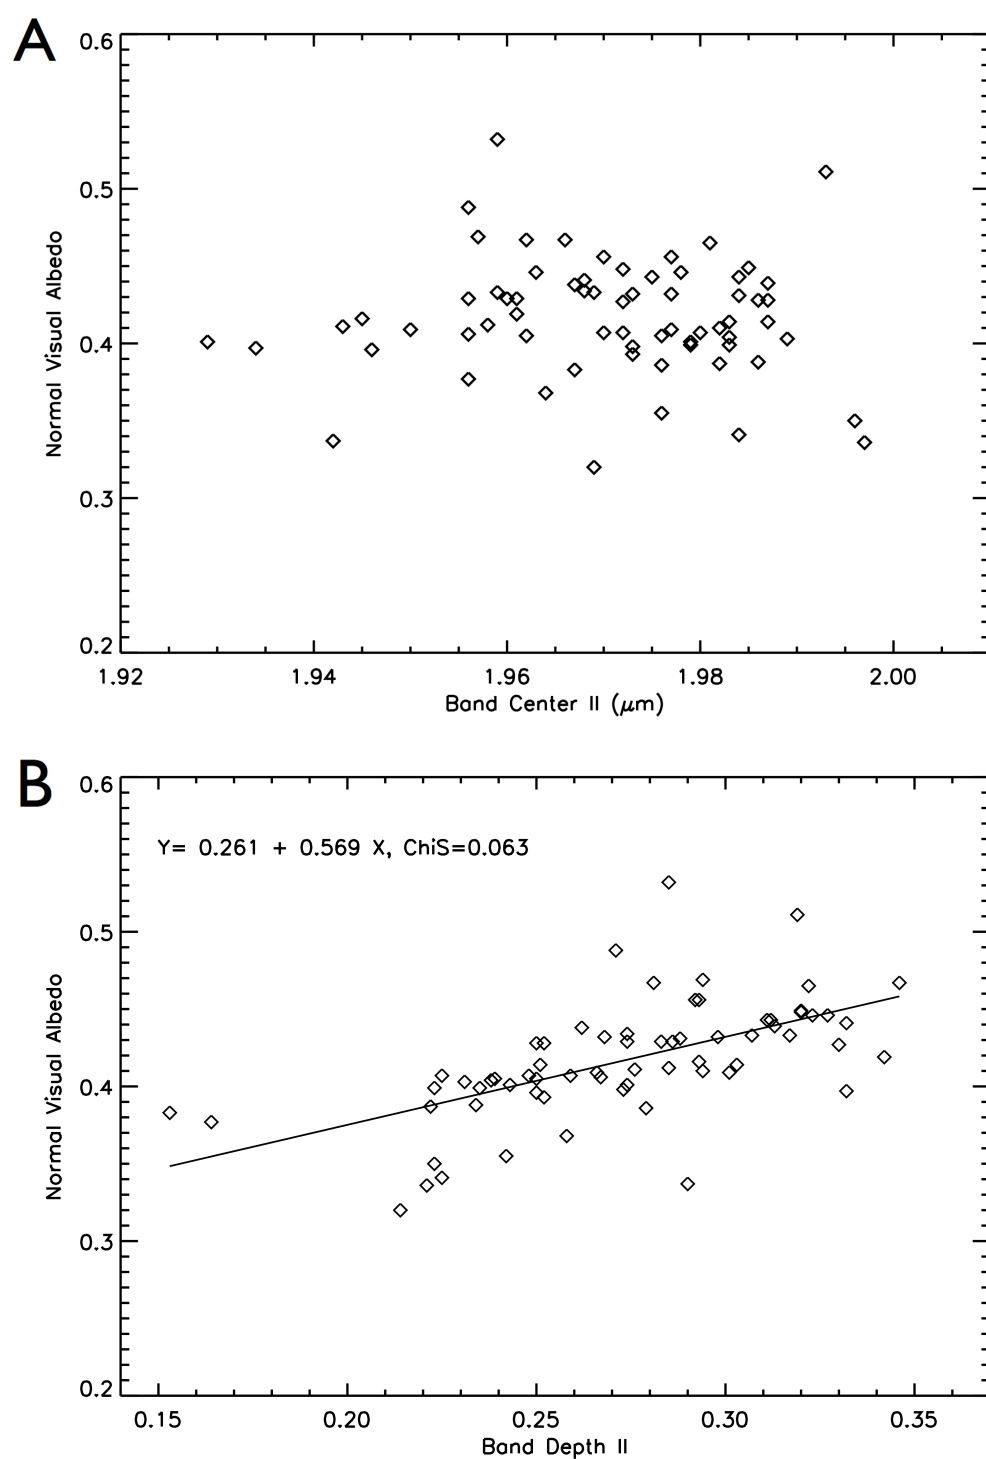 A
0.6
0.5
0.4
0.3
0.2
Normal Visual Albedo
1.92 1.94 1.96 1.98 2.00
Band Center II (μm)
B
0.6
Y= 0.261 + 0.569 X, ChiS=0.063
0.5
0.4
0.3
0.2
Normal Visual Albedo
0.15 0.20 0.25 0.30 0.35
Band Depth II